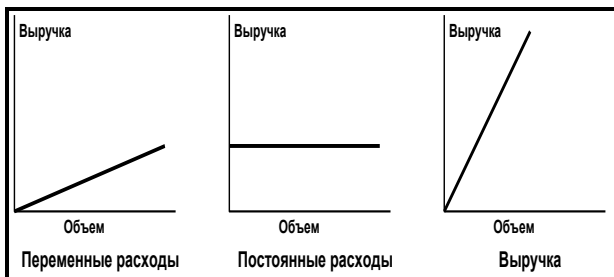 Выручка
Объем
Переменные расходы
Выручка
Объем
Постоянные расходы
Выручка
Объем
Выручка